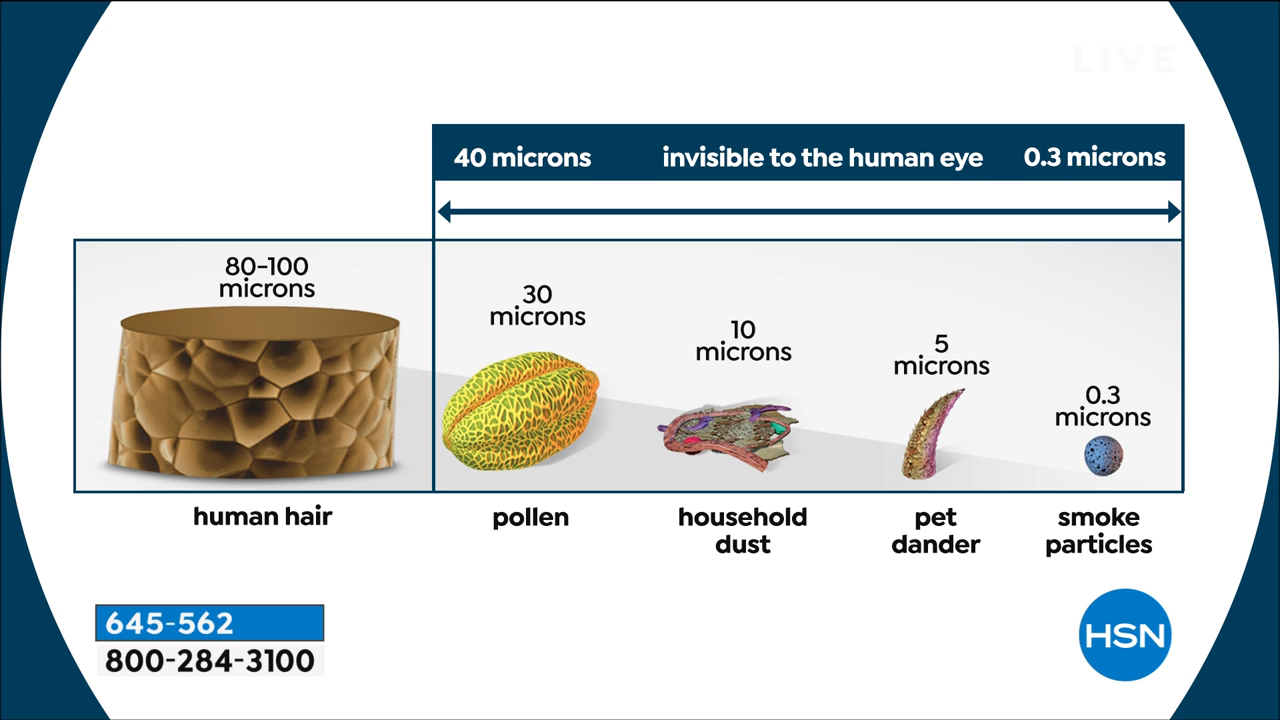 LIVE
40 microns
invisible to the human eye
0.3 microns
80-100
microns
30
microns
10
microns
5
microns
0.3
microns
human hair
pollen
household
dust
pet
dander
smoke
particles
645-562
800-284-3100
HSN